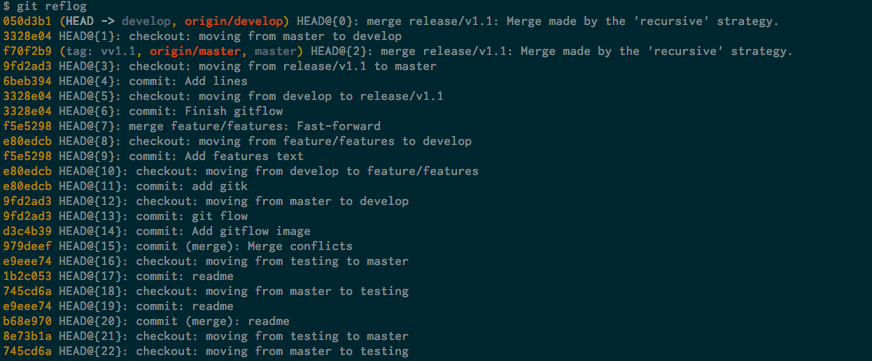 $ git reflog
050d3b1 (HEAD -> develop, origin/develop) HEAD@{0}: merge release/v1.1: Merge made by the 'recursive' strategy.
3328e04 HEAD@{1}: checkout: moving from master to develop
f70f2b9 (tag: vv1.1, origin/master, master) HEAD@{2}: merge release/v1.1: Merge made by the 'recursive' strategy.
9fd2ad3 HEAD@{3}: checkout: moving from release/v1.1 to master
6beb394 HEAD@{4}: commit: Add lines
3328e04 HEAD@{5}: checkout: moving from develop to release/v1.1
3328e04 HEAD@{6}: commit: Finish gitflow
f5e5298 HEAD@{7}: merge feature/features: Fast-forward
e80edcb HEAD@{8}: checkout: moving from feature/features to develop
f5e5298 HEAD@{9}: commit: Add features text
e80edcb HEAD@{10}: checkout: moving from develop to feature/features
e80edcb HEAD@{11}: commit: add gitk
9fd2ad3 HEAD@{12}: checkout: moving from master to develop
9fd2ad3 HEAD@{13}: commit: git flow
d3c4b39 HEAD@{14}: commit: Add gitflow image
979deef HEAD@{15}: commit (merge): Merge conflicts
e9eee74 HEAD@{16}: checkout: moving from testing to master
1b2c053 HEAD@{17}: commit: readme
745cd6a HEAD@{18}: checkout: moving from master to testing
e9eee74 HEAD@{19}: commit: readme
b68e970 HEAD@{20}: commit (merge): readme
8e73b1a HEAD@{21}: checkout: moving from testing to master
745cd6a HEAD@{22}: checkout: moving from master to testing